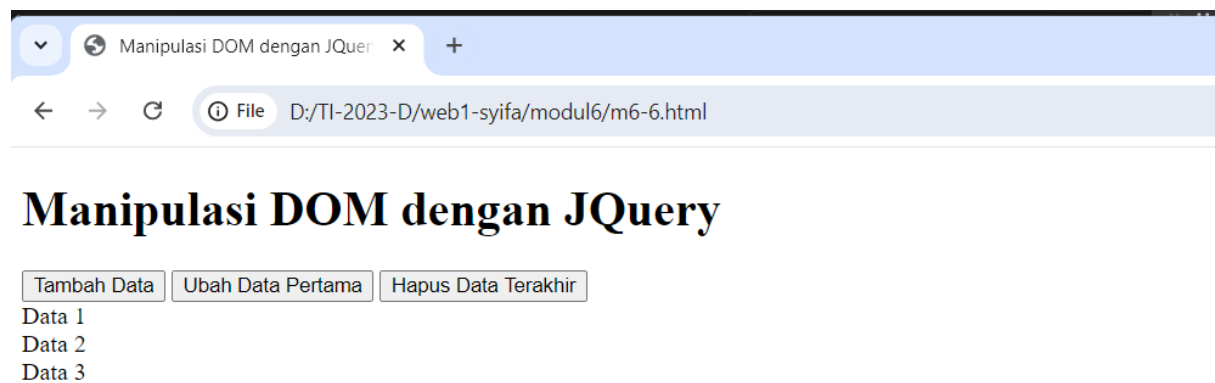 Manipulasi DOM dengan JQuer
File D:/TI-2023-D/web1-syifa/modul6/m6-6.html
Manipulasi DOM dengan JQuery
Tambah Data Ubah Data Pertama Hapus Data Terakhir
Data 1
Data 2
Data 3